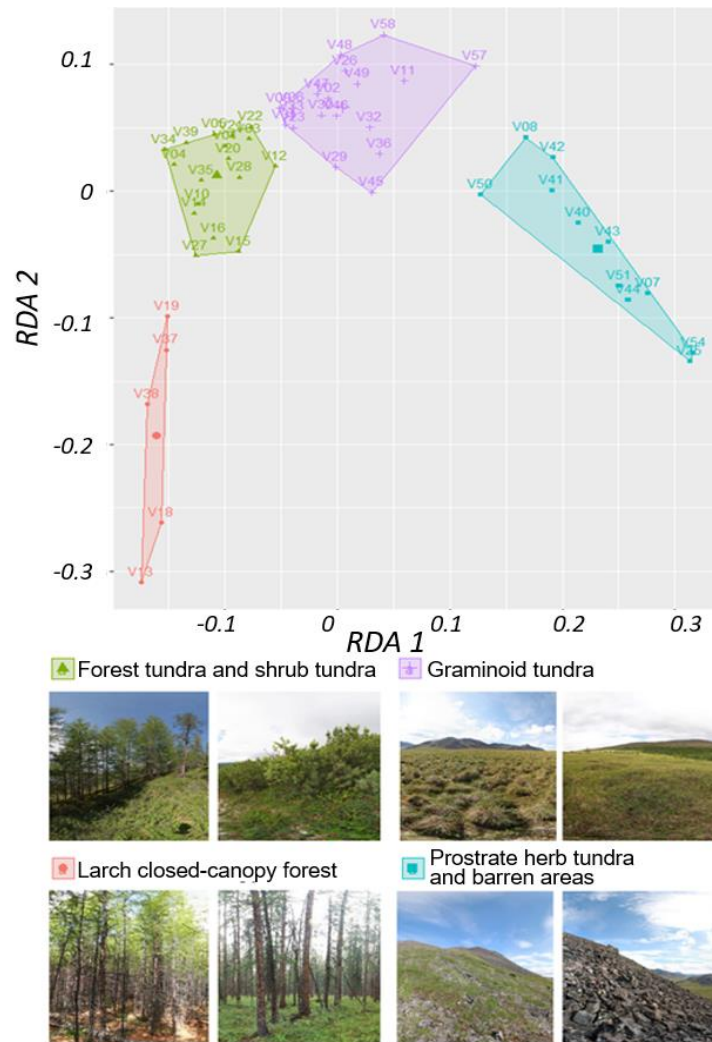 V58
V48
V26
V57
0.1
V49
V11
V47
V02
V46
V32
V22
V34
V39
V36
V04
V20
V12
V29
V35
V28
V08
V42
V45
0
V10
V50
V41
V16
V40
V27
V15
V43
V51
V07
V44
V54
RDA 2
-0.1
V19
V37
V38
-0.2
V18
-0.3
V13
-0.1
0
0.1
0.2
0.3
RDA 1
Forest tundra and shrub tundra
Graminoid tundra
Larch closed-canopy forest
Prostrate herb tundra
and barren areas